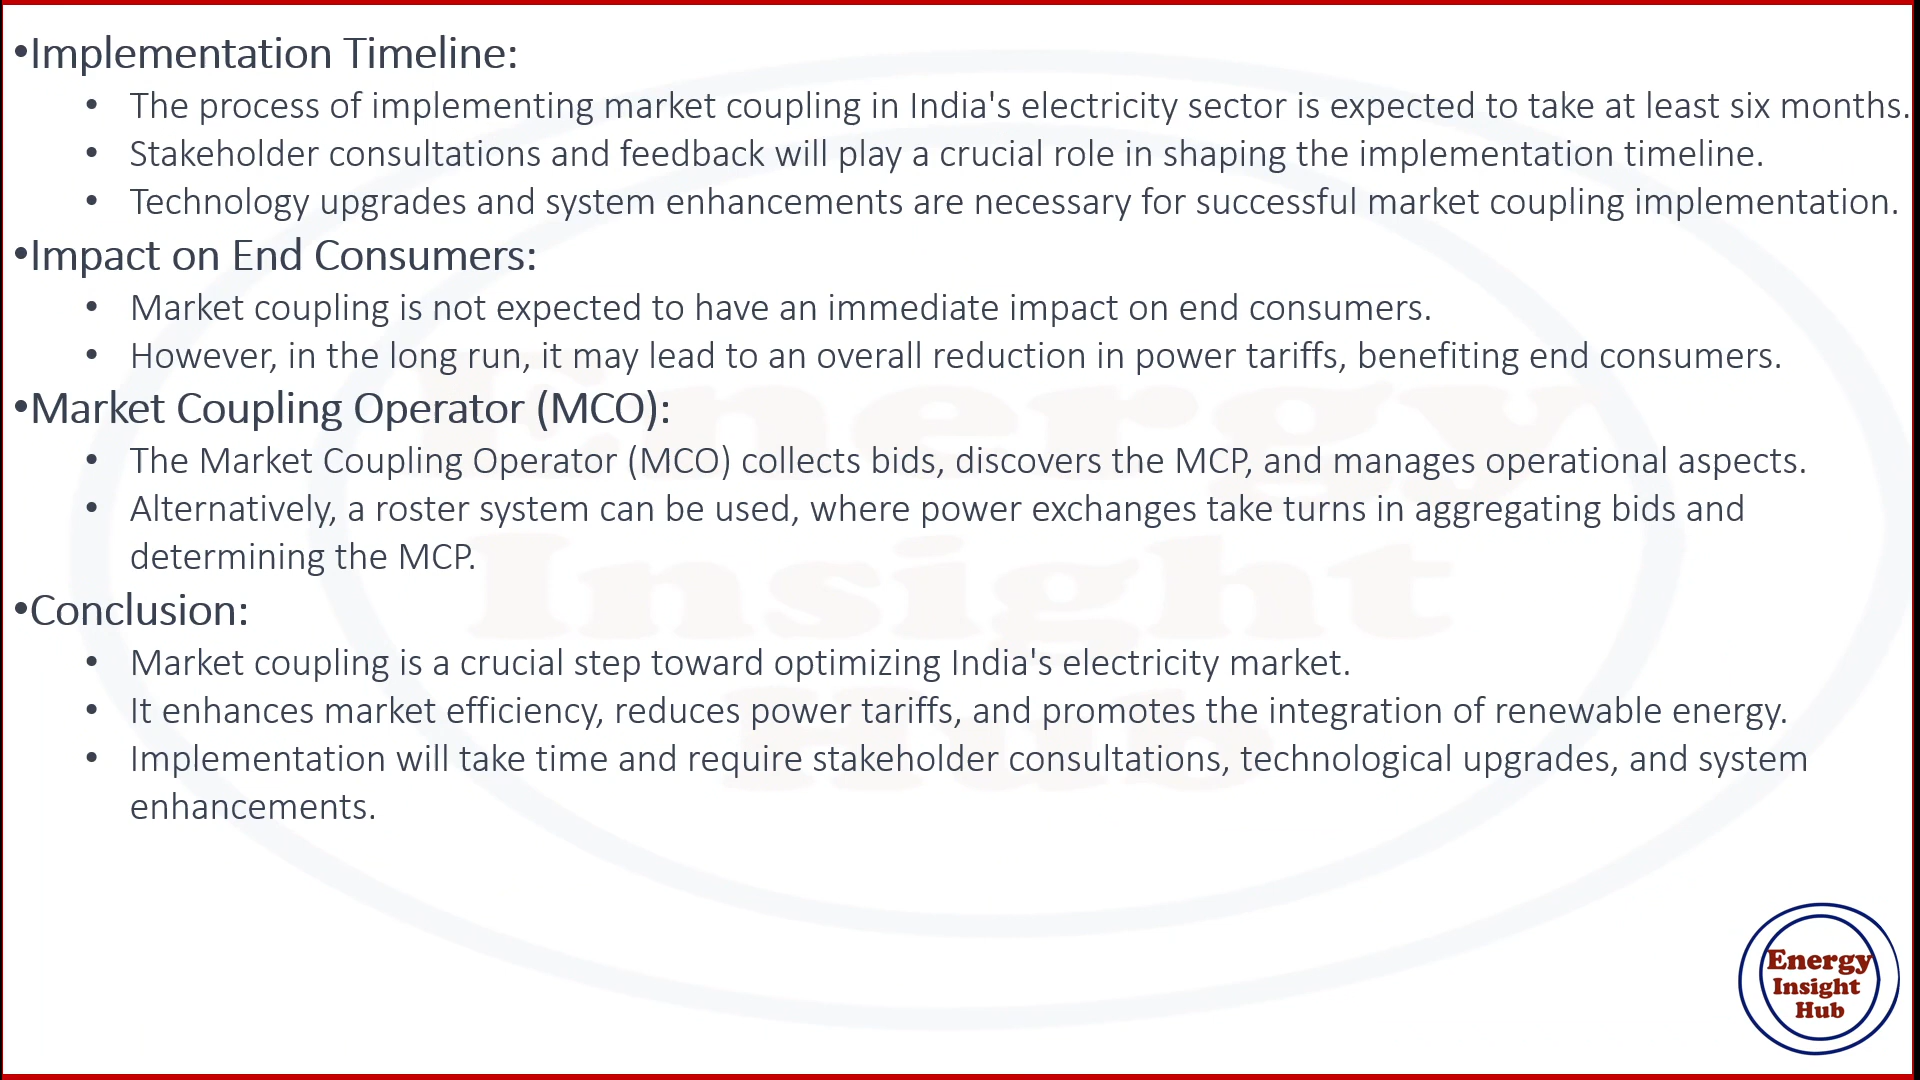 •Implementation Timeline:
• The process of implementing market coupling in India's electricity sector is expected to take at least six months.
• Stakeholder consultations and feedback will play a crucial role in shaping the implementation timeline.
• Technology upgrades and system enhancements are necessary for successful market coupling implementation.
•Impact on End Consumers:
• Market coupling is not expected to have an immediate impact on end consumers.
• However, in the long run, it may lead to an overall reduction in power tariffs, benefiting end consumers.
•Market Coupling Operator (MCO):
• The Market Coupling Operator (MCO) collects bids, discovers the MCP, and manages operational aspects.
• Alternatively, a roster system can be used, where power exchanges take turns in aggregating bids and
determining the MCP.
•Conclusion:
• Market coupling is a crucial step toward optimizing India's electricity market.
• It enhances market efficiency, reduces power tariffs, and promotes the integration of renewable energy.
• Implementation will take time and require stakeholder consultations, technological upgrades, and system
enhancements.
Energy
Insight
Hub
Energy
Insight
Hub